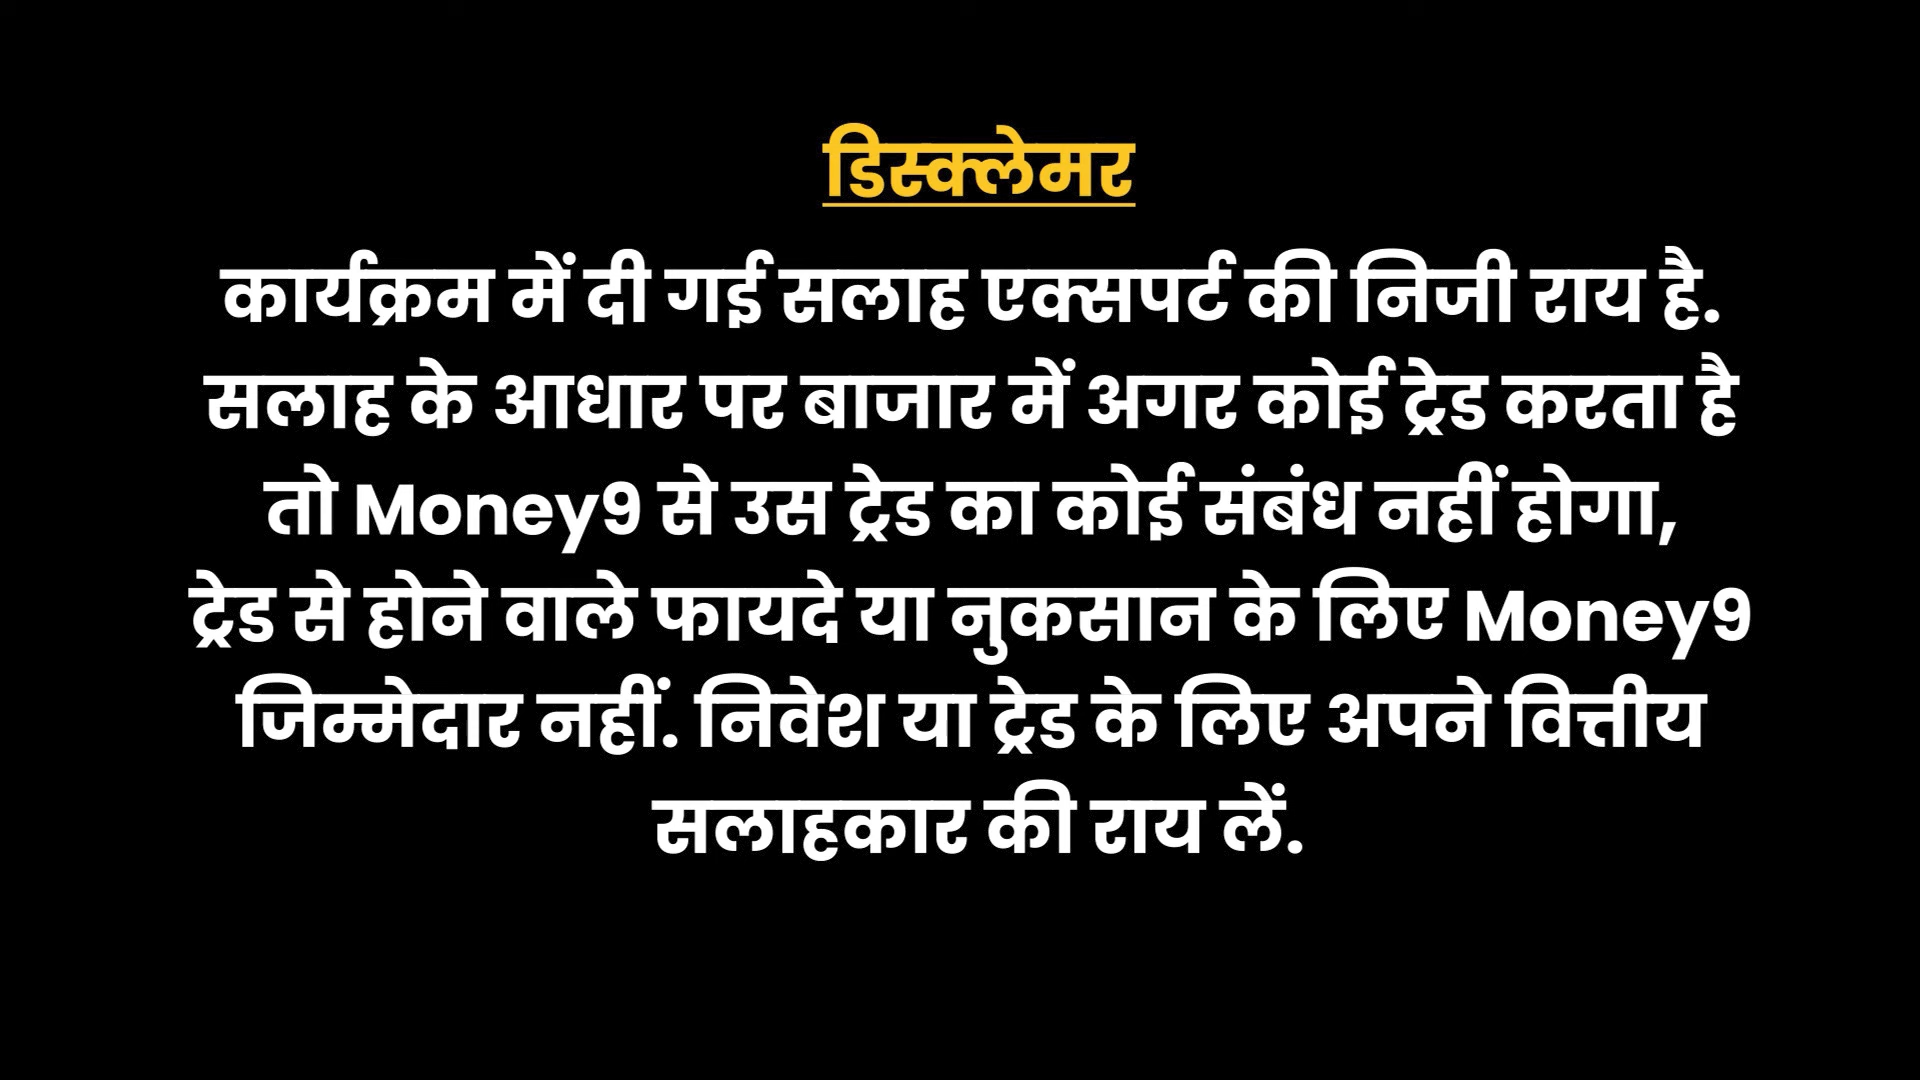 डिस्क्लेमर
कार्यक्रम में दी गई सलाह एक्सपर्ट की निजी राय है.
सलाह के आधार पर बाजार में अगर कोई ट्रेड करता है
तो Money9 से उस ट्रेड का कोई संबंध नहीं होगा,
ट्रेड से होने वाले फायदे या नुकसान के लिए Money9
जिम्मेदार नहीं. निवेश या ट्रेड के लिए अपने वित्तीय
सलाहकार की राय लें.